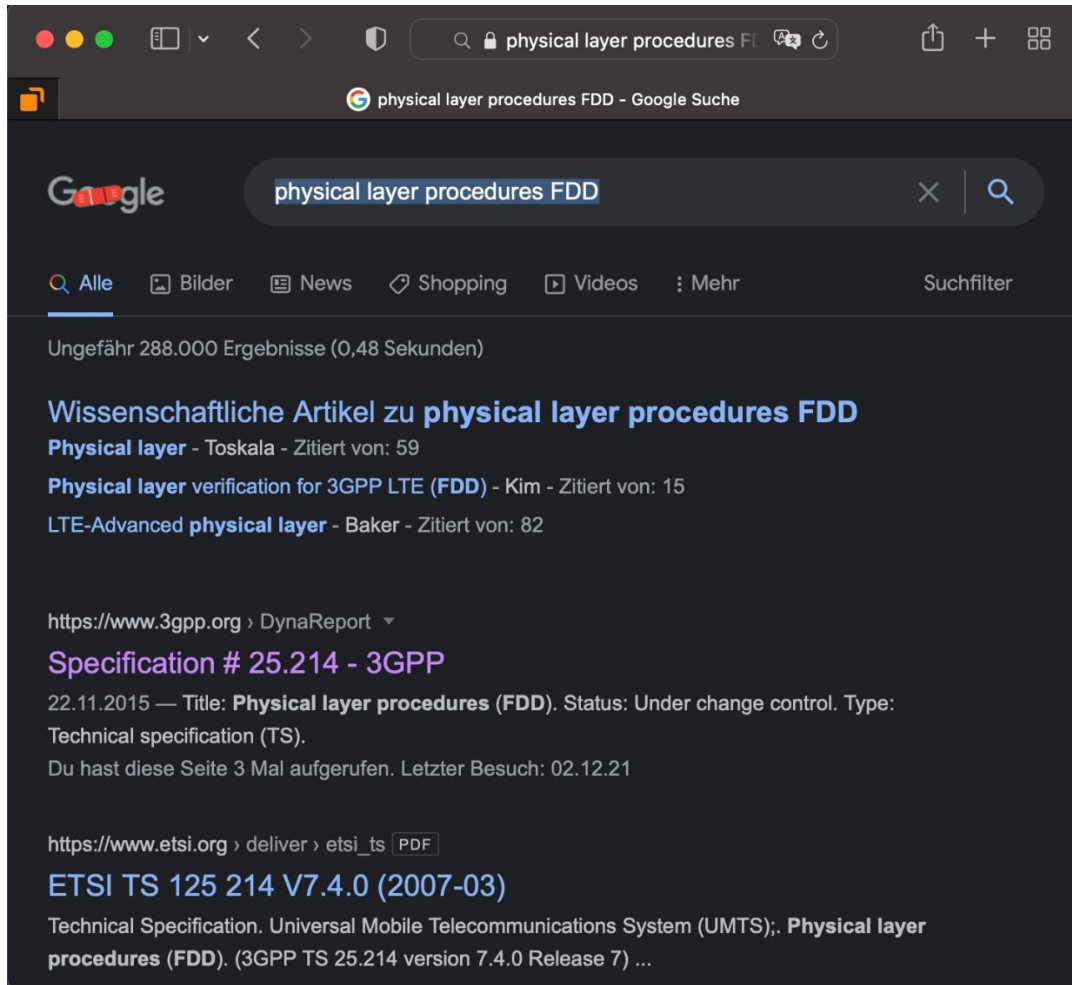 physical layer procedures FD
physical layer procedures FDD - Google Suche
Google
physical layer procedures FDD
Alle Bilder News Shopping Videos Mehr Suchfilter
Ungefähr 288.000 Ergebnisse (0,48 Sekunden)
Wissenschaftliche Artikel zu physical layer procedures FDD
Physical layer - Toskala - Zitiert von: 59
Physical layer verification for 3GPP LTE (FDD) - Kim - Zitiert von: 15
LTE-Advanced physical layer - Baker - Zitiert von: 82
https://www.3gpp.org › DynaReport
Specification # 25.214 - 3GPP
22.11.2015 — Title: Physical layer procedures (FDD). Status: Under change control. Type:
Technical specification (TS).
Du hast diese Seite 3 Mal aufgerufen. Letzter Besuch: 02.12.21
https://www.etsi.org › deliver › etsi_ts PDF
ETSI TS 125 214 V7.4.0 (2007-03)
Technical Specification. Universal Mobile Telecommunications System (UMTS);. Physical layer
procedures (FDD). (3GPP TS 25.214 version 7.4.0 Release 7) ...